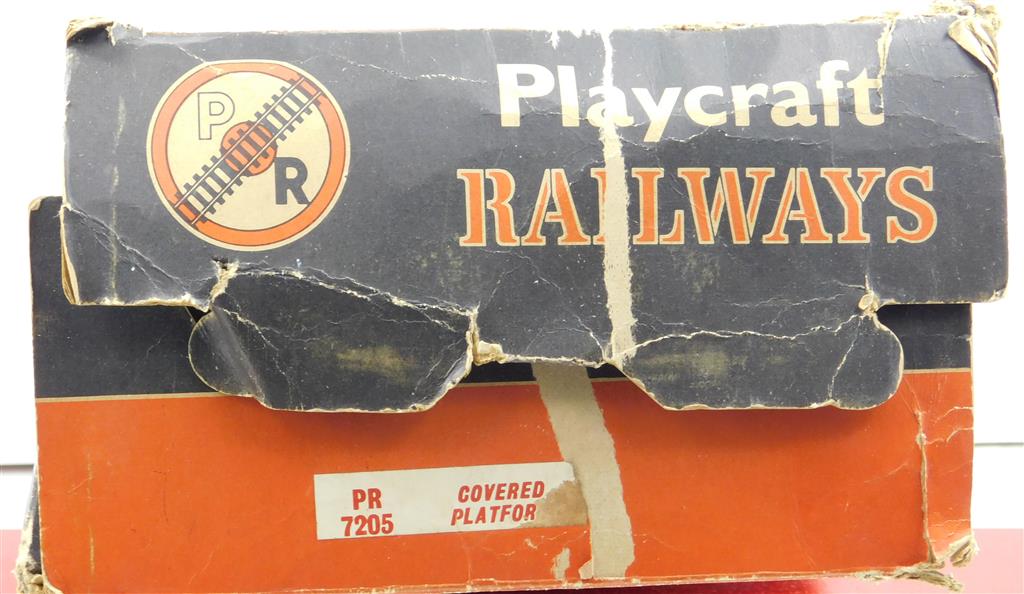 P
R
Playcraft
RAILWAYS
PR
7205
COVERED
PLATFOR